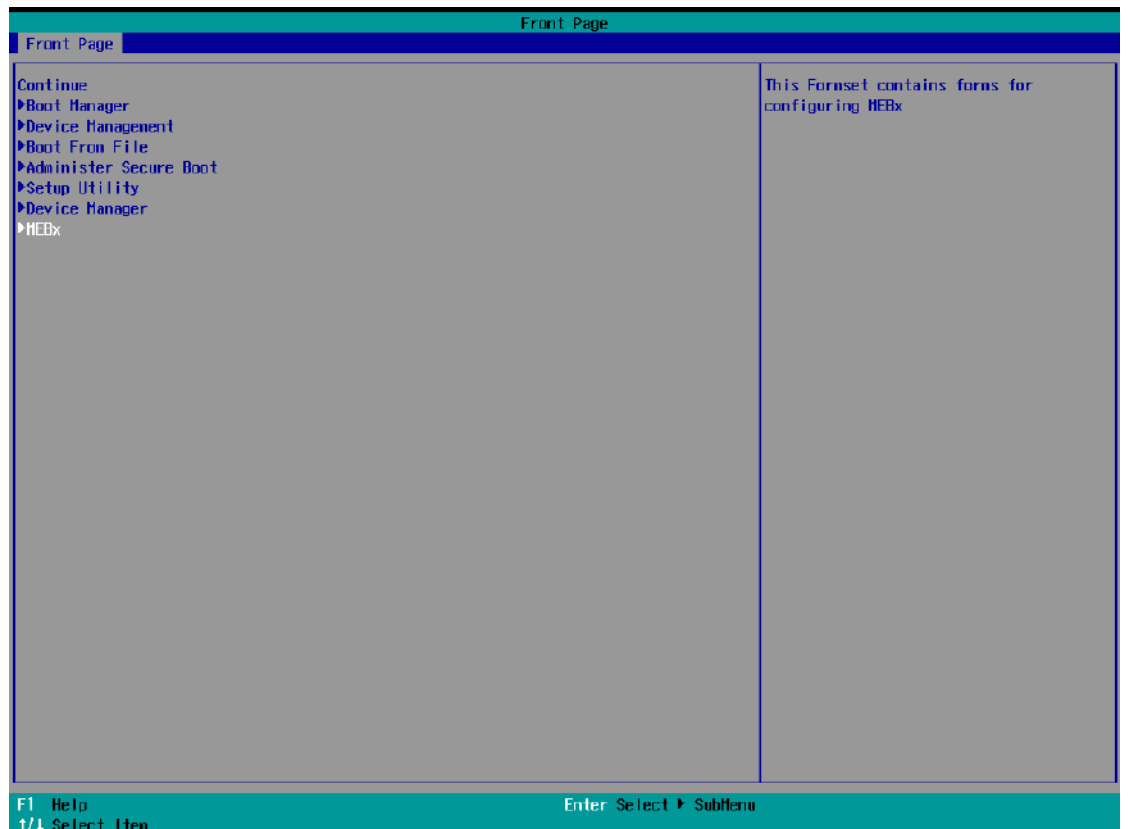 Front Page
Front Page
Continue
▶Boot Manager
▶Device Management
▶Boot From File
▶Administer Secure Boot
▶Setup Utility
▶Device Manager
▶MEBx
This Formset contains forms for
configuring MEBx
F1 Help
Enter Select ▶ SubMenu
↑/↓ Select Item